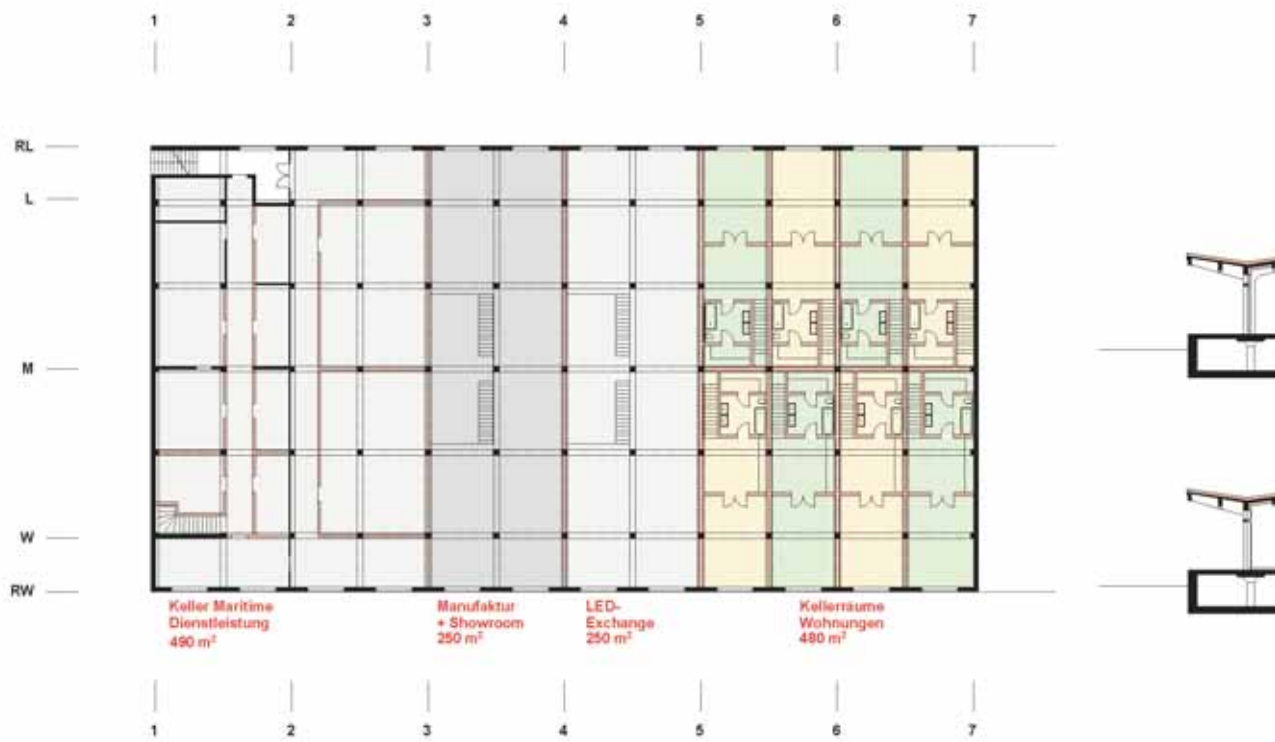 1 2 3 4 5 6 7
RL
L
M
W
RW
Keller Maritime
Dienstleistung
490 m²
Manufaktur
+ Showroom
250 m²
LED-
Exchange
250 m²
Kellerräume
Wohnungen
480 m²
1 2 3 4 5 6 7